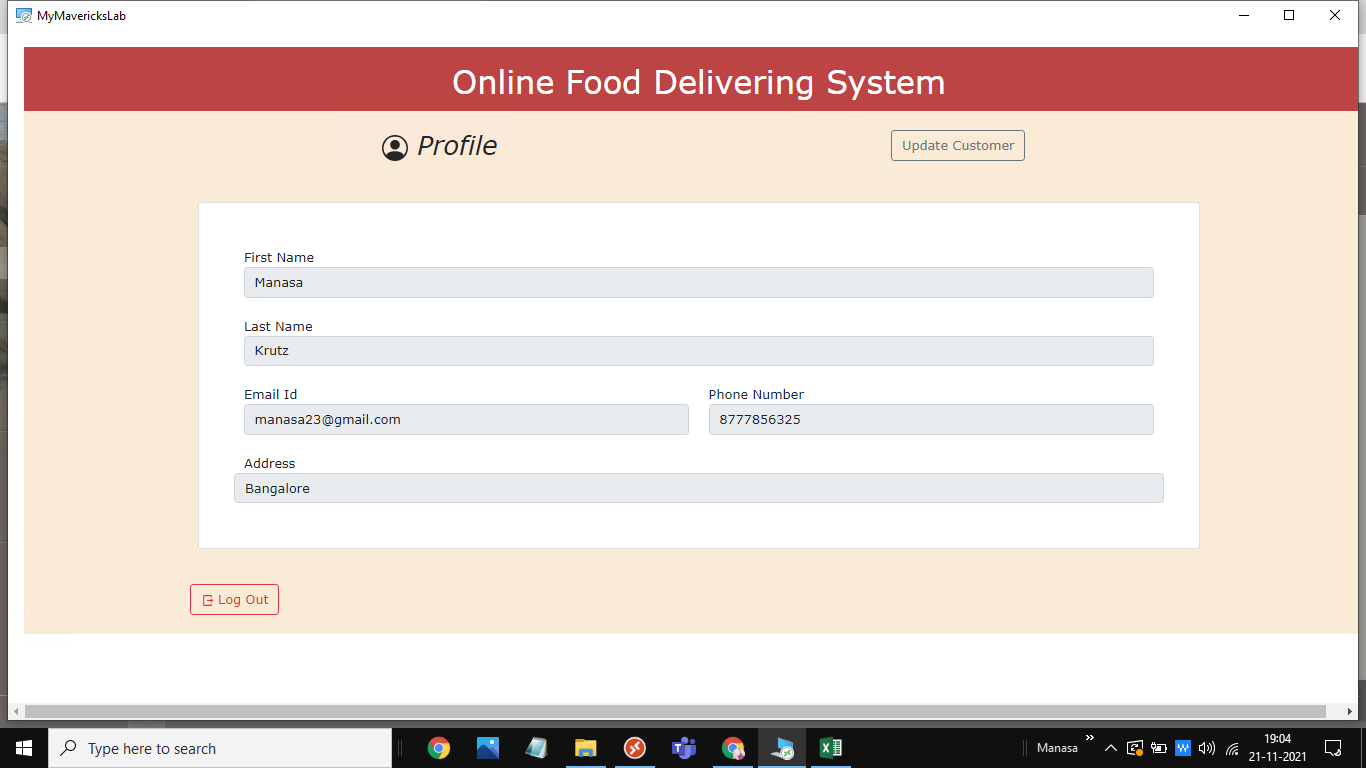 MyMavericksLab
Online Food Delivering System
Profile
Update Customer
First Name
Manasa
Last Name
Krutz
Email Id
Phone Number
manasa23@gmail.com
8777856325
Address
Bangalore
Log Out
Type here to search
Manasa
19:04
21-11-2021